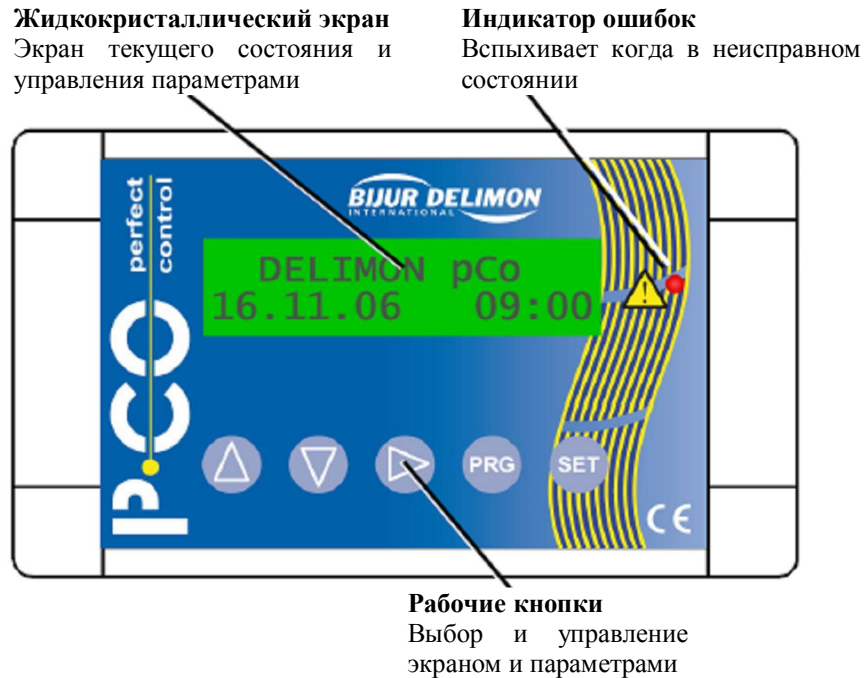 Жидкокристаллический экран
Экран текущего состояния и
управления параметрами
Индикатор ошибок
Вспыхивает когда в неисправном
состоянии
perfect
control
P.CO
BIJUR DELIMON
INTERNATIONAL
DELIMON pCo
16.11.06 09:00
PRG
SET
CE
Рабочие кнопки
Выбор и управление
экраном и параметрами